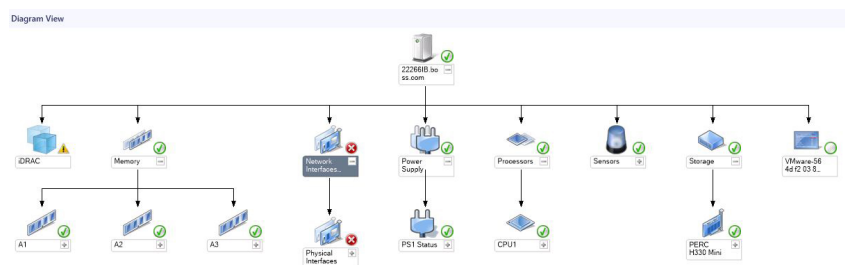 Diagram View
22266IB.bo
ss.com
iDRAC
Memory
Network
Interfaces...
Power
Supply
Processors
Sensors
Storage
VMware-56
4d f2 03 8...
A1
A2
A3
Physical
Interfaces
PS1 Status
CPU1
PERC
H330 Mini